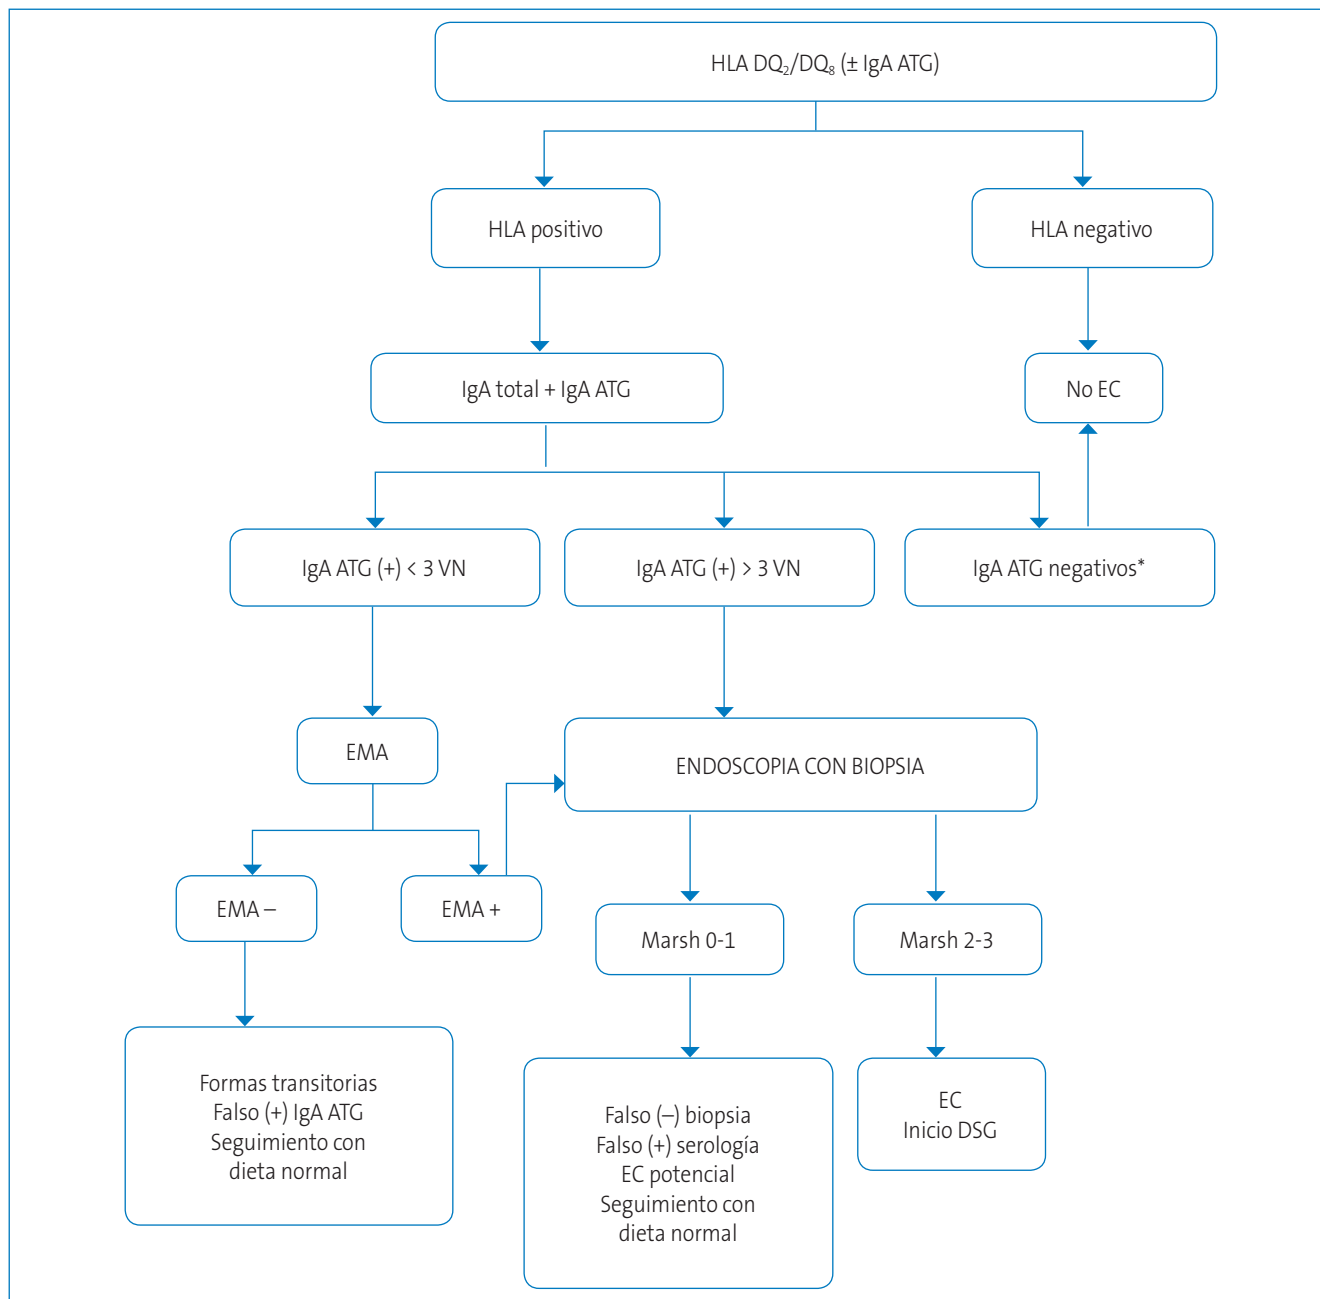 HLA DQ₂/DQ₈ (± IgA ATG)
HLA positivo
HLA negativo
IgA total + IgA ATG
No EC
IgA ATG (+) < 3 VN
IgA ATG (+) > 3 VN
IgA ATG negativos*
EMA
ENDOSCOPIA CON BIOPSIA
EMA –
EMA +
Marsh 0-1
Marsh 2-3
Formas transitorias
Falso (+) IgA ATG
Seguimiento con
dieta normal
Falso (–) biopsia
Falso (+) serología
EC potencial
Seguimiento con
dieta normal
EC
Inicio DSG